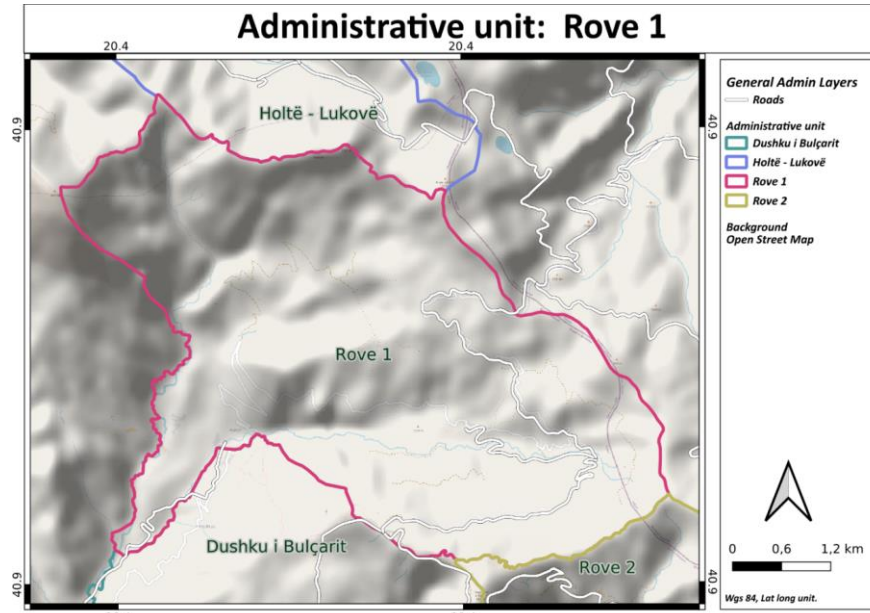 Administrative unit: Rove 1
20.4
20.4
40.9
40.9
40.9
40.9
Holtë - Lukovë
Rove 1
Dushku i Bulçarit
Rove 2
General Admin Layers
Roads
Administrative unit
Dushku i Bulçarit
Holtë - Lukovë
Rove 1
Rove 2
Background
Open Street Map
0 0,6 1,2 km
Wgs 84, Lat long unit.